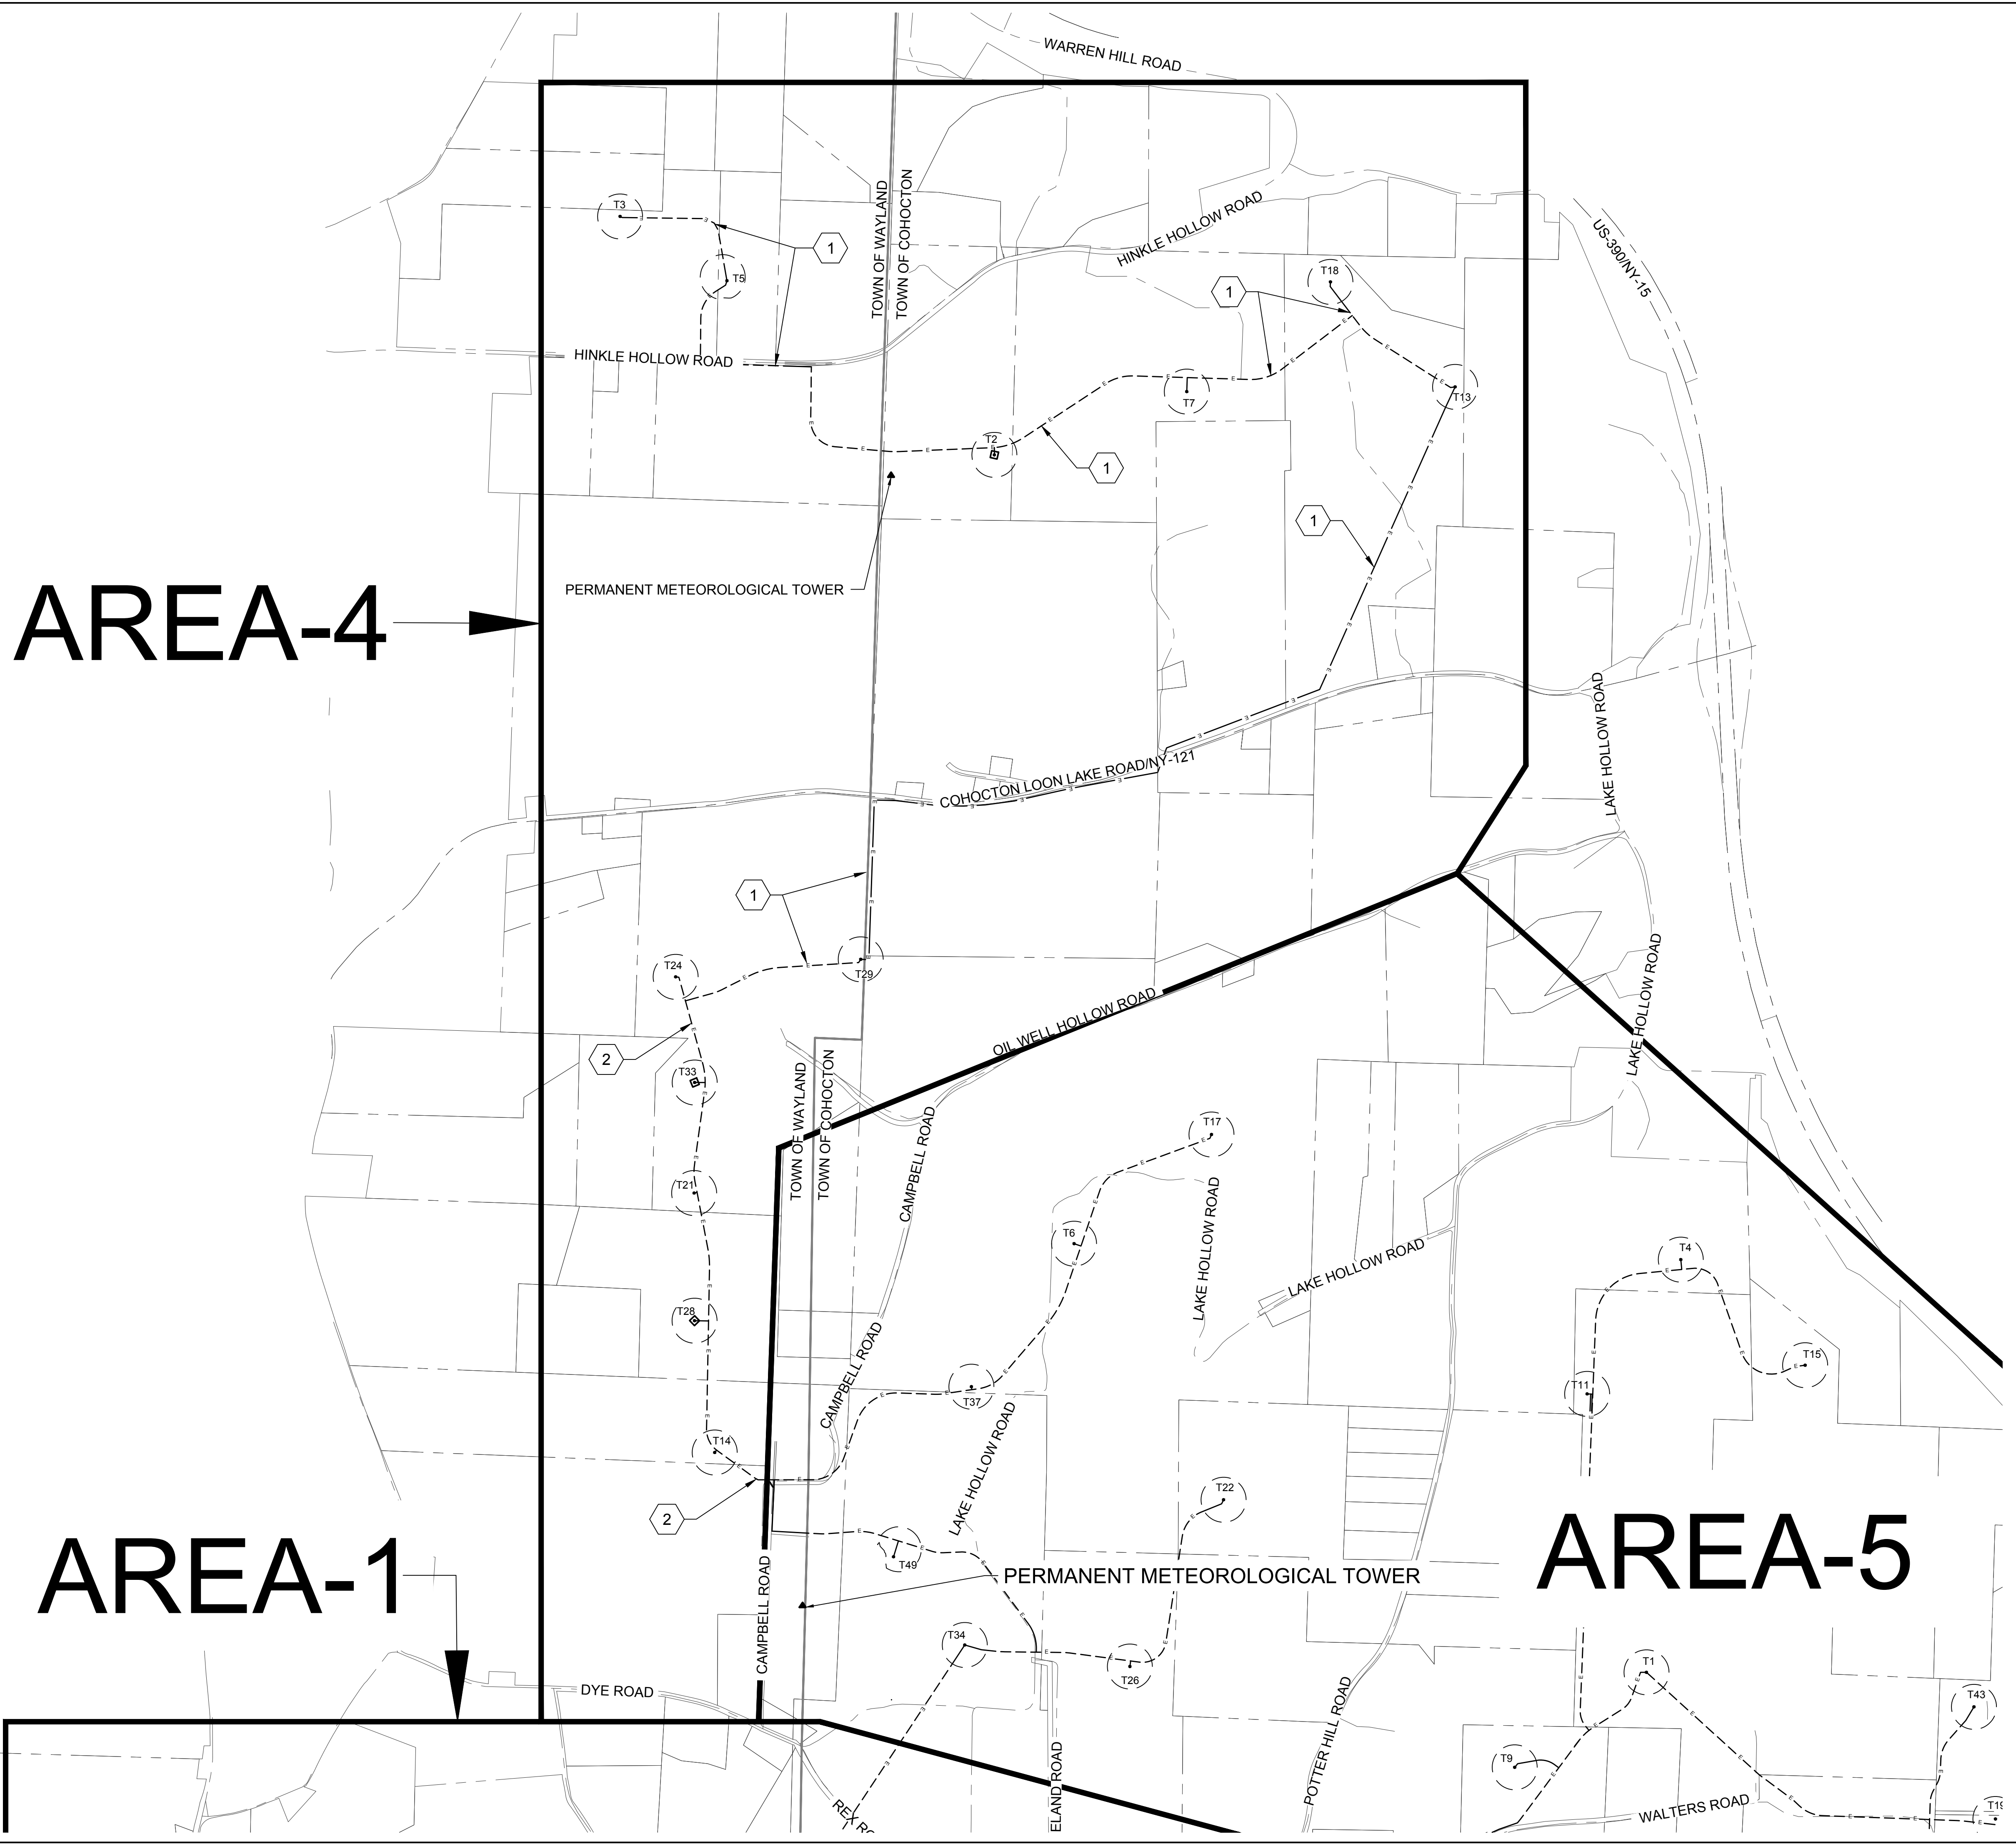 WARREN HILL ROAD
TOWN OF WAYLAND
TOWN OF COHOCTON
HINKLE HOLLOW ROAD
US-390/NY-15
T3
1
T5
T18
1
HINKLE HOLLOW ROAD
T7
T13
T2
1
1
PERMANENT METEOROLOGICAL TOWER
AREA-4
LAKE HOLLOW ROAD
COHOCTON LOON LAKE ROAD/NY-121
1
T24
T29
LAKE HOLLOW ROAD
OIL WELL HOLLOW ROAD
2
T33
TOWN OF WAYLAND
TOWN OF COHOCTON
CAMPBELL ROAD
T17
T21
LAKE HOLLOW ROAD
T6
LAKE HOLLOW ROAD
T4
T28
CAMPBELL ROAD
T15
T11
T37
LAKE HOLLOW ROAD
T14
T22
2
AREA-1
AREA-5
T49
PERMANENT METEOROLOGICAL TOWER
CAMPBELL ROAD
T34
T26
T1
DYE ROAD
T43
POTTER HILL ROAD
T9
ELAND ROAD
REX RO
WALTERS ROAD
T19